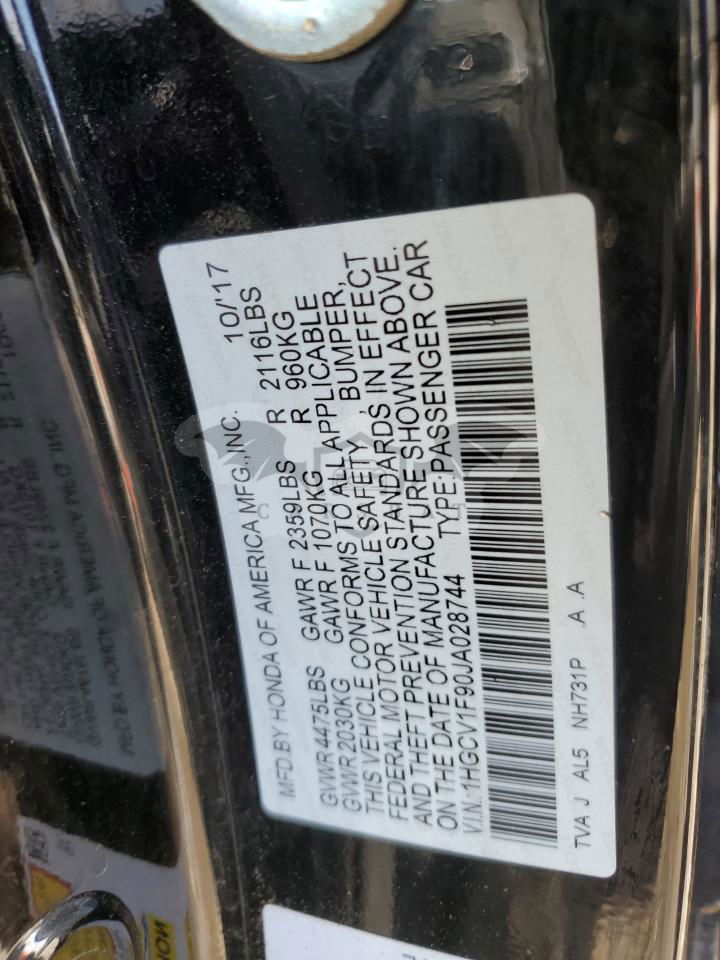 MFD.BY HONDA OF AMERICA MFG.,INC. 10/'17
GVWR4475LBS GAWR F 2359LBS R 2116LBS
GVWR2030KG GAWR F 1070KG R 960KG
THIS VEHICLE CONFORMS TO ALL APPLICABLE
FEDERAL MOTOR VEHICLE SAFETY, BUMPER,
AND THEFT PREVENTION STANDARDS, IN EFFECT
ON THE DATE OF MANUFACTURE SHOWN ABOVE.
V.I.N.:1HGCV1F90JA028744 TYPE:PASSENGER CAR
TVA J AL5 NH731P .A .A